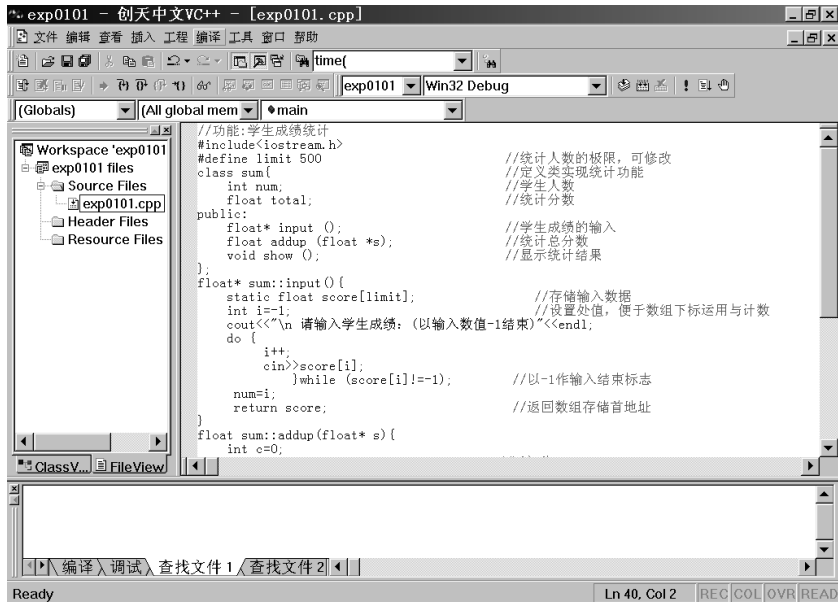 exp0101 - 创天中文VC++ - [exp0101.cpp]
文件 编辑 查看 插入 工程 编译 工具 窗口 帮助
time(
exp0101 Win32 Debug
(Globals) (All global mem main
Workspace 'exp0101
exp0101 files
Source Files
exp0101.cpp
Header Files
Resource Files
ClassV... FileView
//功能:学生成绩统计
#include<iostream.h>
#define limit 500 //统计人数的极限，可修改
class sum{ //定义类实现统计功能
int num; //学生人数
float total; //统计分数
public:
float* input (); //学生成绩的输入
float addup (float *s); //统计总分数
void show (); //显示统计结果
};
float* sum::input(){
static float score[limit]; //存储输入数据
int i=-1; //设置处值，便于数组下标运用与计数
cout<<"\n 请输入学生成绩：(以输入数值-1结束)"<<endl;
do {
i++;
cin>>score[i];
}while (score[i]!=-1); //以-1作输入结束标志
num=i;
return score; //返回数组存储首地址
}
float sum::addup(float* s){
int c=0;
编译 调试 查找文件 1 查找文件 2
Ready Ln 40, Col 2 REC COL OVR READ